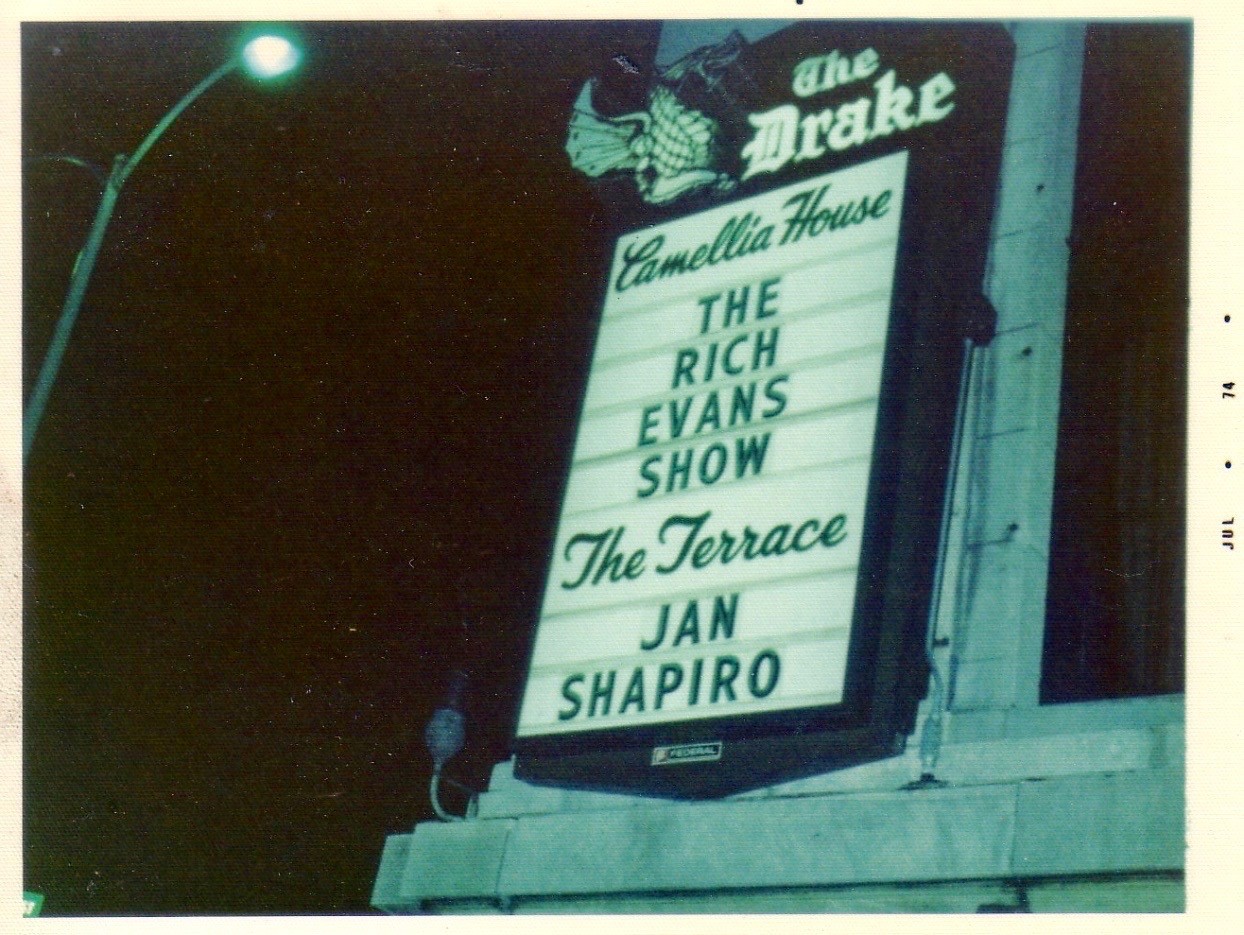 The
Drake
Camellia House
THE
RICH
EVANS
SHOW
The Terrace
JAN
SHAPIRO
FEDERAL
JUL • 74 •